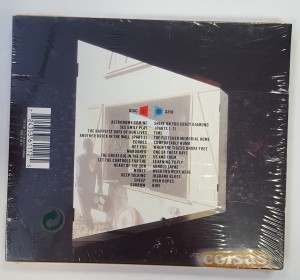 DISC
ASTRONOMY DOMINE
SEE EMILY PLAY
THE HAPPIEST DAYS OF OUR LIVES
ANOTHER BRICK IN THE WALL (PART 2)
ECHOES
HEY YOU
MAROONED
THE GREAT GIG IN THE SKY
SET THE CONTROLS FOR THE
HEART OF THE SUN
MONEY
KEEP TALKING
SHEEP
SORROW
SHINE ON YOU CRAZY DIAMOND
(PARTS 1-7)
TIME
THE FLETCHER MEMORIAL HOME
COMFORTABLY NUMB
WHEN THE TIGERS BROKE FREE
ONE OF THESE DAYS
US AND THEM
LEARNING TO FLY
ARNOLD LAYNE
WISH YOU WERE HERE
JUGBAND BLUES
HIGH HOPES
BIKE